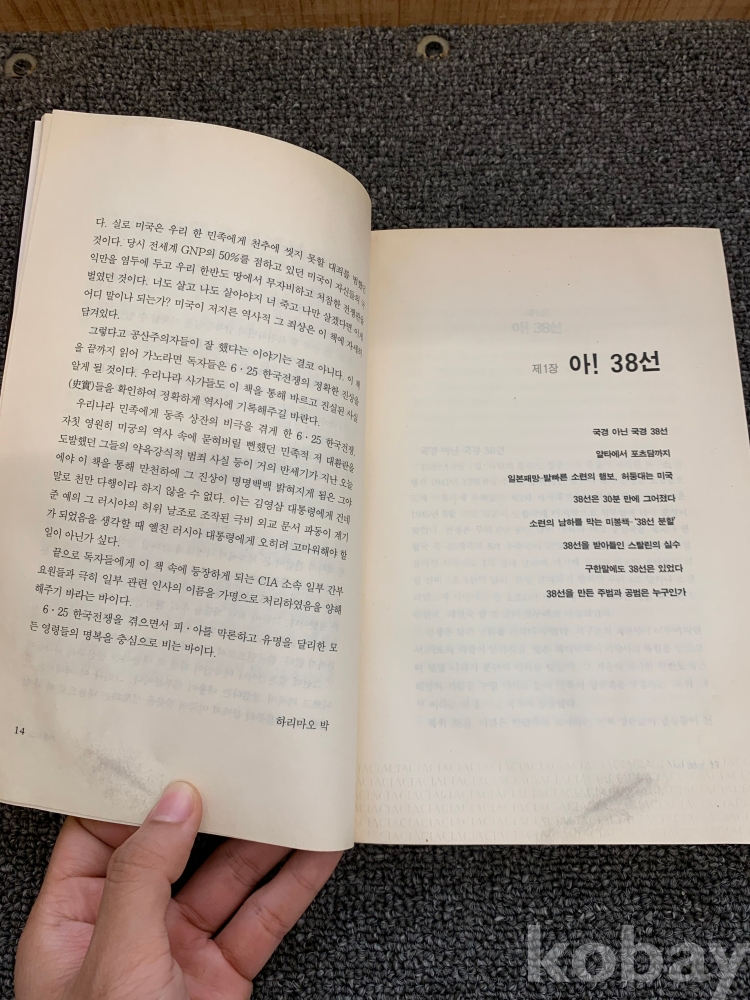 다. 실로 미국은 우리 한 민족에게 천추에 씻지 못할 대죄를 범했던
것이다. 당시 전세계 GNP의 50%를 점하고 있던 미국이 자신들의
익만을 염두에 두고 우리 한반도 땅에서 무자비하고 처참한 전쟁판을
벌였던 것이다. 너도 살고 나도 살아야지 너 죽고 나만 살겠다면 이게
어디 말이나 되는가? 미국이 저지른 역사적 그 죄상은 이 책에 자세히
담겨있다.
그렇다고 공산주의자들이 잘 했다는 이야기는 결코 아니다. 이 책
을 끝까지 읽어 가노라면 독자들은 6·25 한국전쟁의 정확한 진상을
알게 될 것이다. 우리나라 사가들도 이 책을 통해 바르고 진실된 사실
(史實)들을 확인하여 정확하게 역사에 기록해주길 바란다.
우리나라 민족에게 동족 상잔의 비극을 겪게 한 6·25 한국전쟁,
자칫 영원히 미궁의 역사 속에 묻혀버릴 뻔했던 민족적 저 대환란을
도발했던 그들의 약육강식적 범죄 사실 등이 거의 반세기가 지난 오늘
에야 이 책을 통해 만천하에 그 진상이 명명백백 밝혀지게 됨은 그야
말로 천만 다행이라 하지 않을 수 없다. 이는 김영삼 대통령에게 건네
준 예의 그 러시아의 허위 날조로 조작된 극비 외교 문서 파동이 계기
가 되었음을 생각할 때 옐친 러시아 대통령에게 오히려 고마워해야 할
일이 아닌가 싶다.
끝으로 독자들에게 이 책 속에 등장하게 되는 CIA 소속 일부 간부
요원들과 극히 일부 관련 인사의 이름을 가명으로 처리하였음을 양해
해주기 바라는 바이다.
6·25 한국전쟁을 겪으면서 피·아를 막론하고 유명을 달리한 모
든 영령들의 명복을 충심으로 비는 바이다.
하리마오 박
14
제1장 아! 38선
국경 아닌 국경 38선
얄타에서 포츠담까지
일본패망-발빠른 소련의 행보, 허둥대는 미국
38선은 30분 만에 그어졌다
소련의 남하를 막는 미봉책-'38선 분할'
38선을 받아들인 스탈린의 실수
구한말에도 38선은 있었다
38선을 만든 주범과 공범은 누구인가
kobay